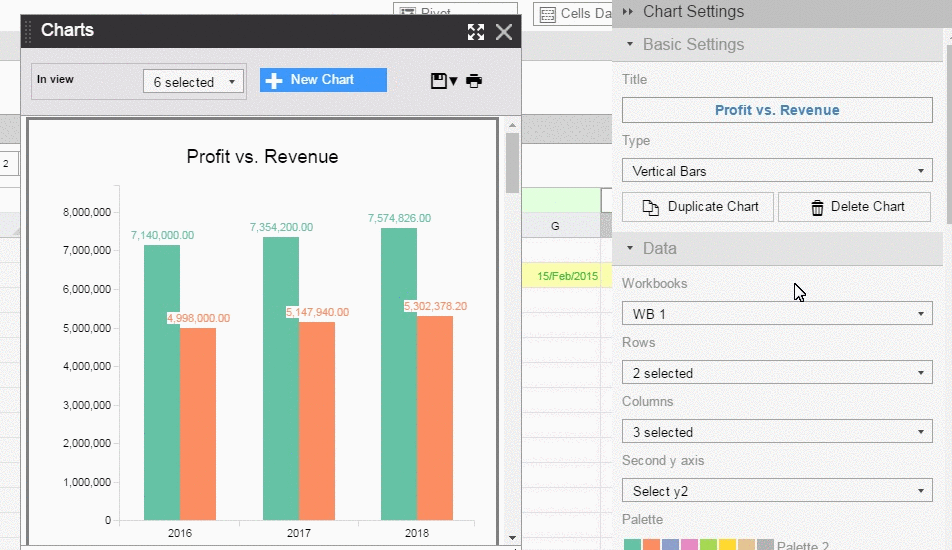 Pivot
Cells Da
Charts
In view
6 selected
New Chart
2
Profit vs. Revenue
8,000,000
7,000,000
6,000,000
5,000,000
4,000,000
3,000,000
2,000,000
1,000,000
0
7,140,000.00
4,998,000.00
7,354,200.00
5,147,940.00
7,574,826.00
5,302,378.20
2016
2017
2018
G
15/Feb/2015
Chart Settings
Basic Settings
Title
Profit vs. Revenue
Type
Vertical Bars
Duplicate Chart
Delete Chart
Data
Workbooks
WB 1
Rows
2 selected
Columns
3 selected
Second y axis
Select y2
Palette
Palette 2